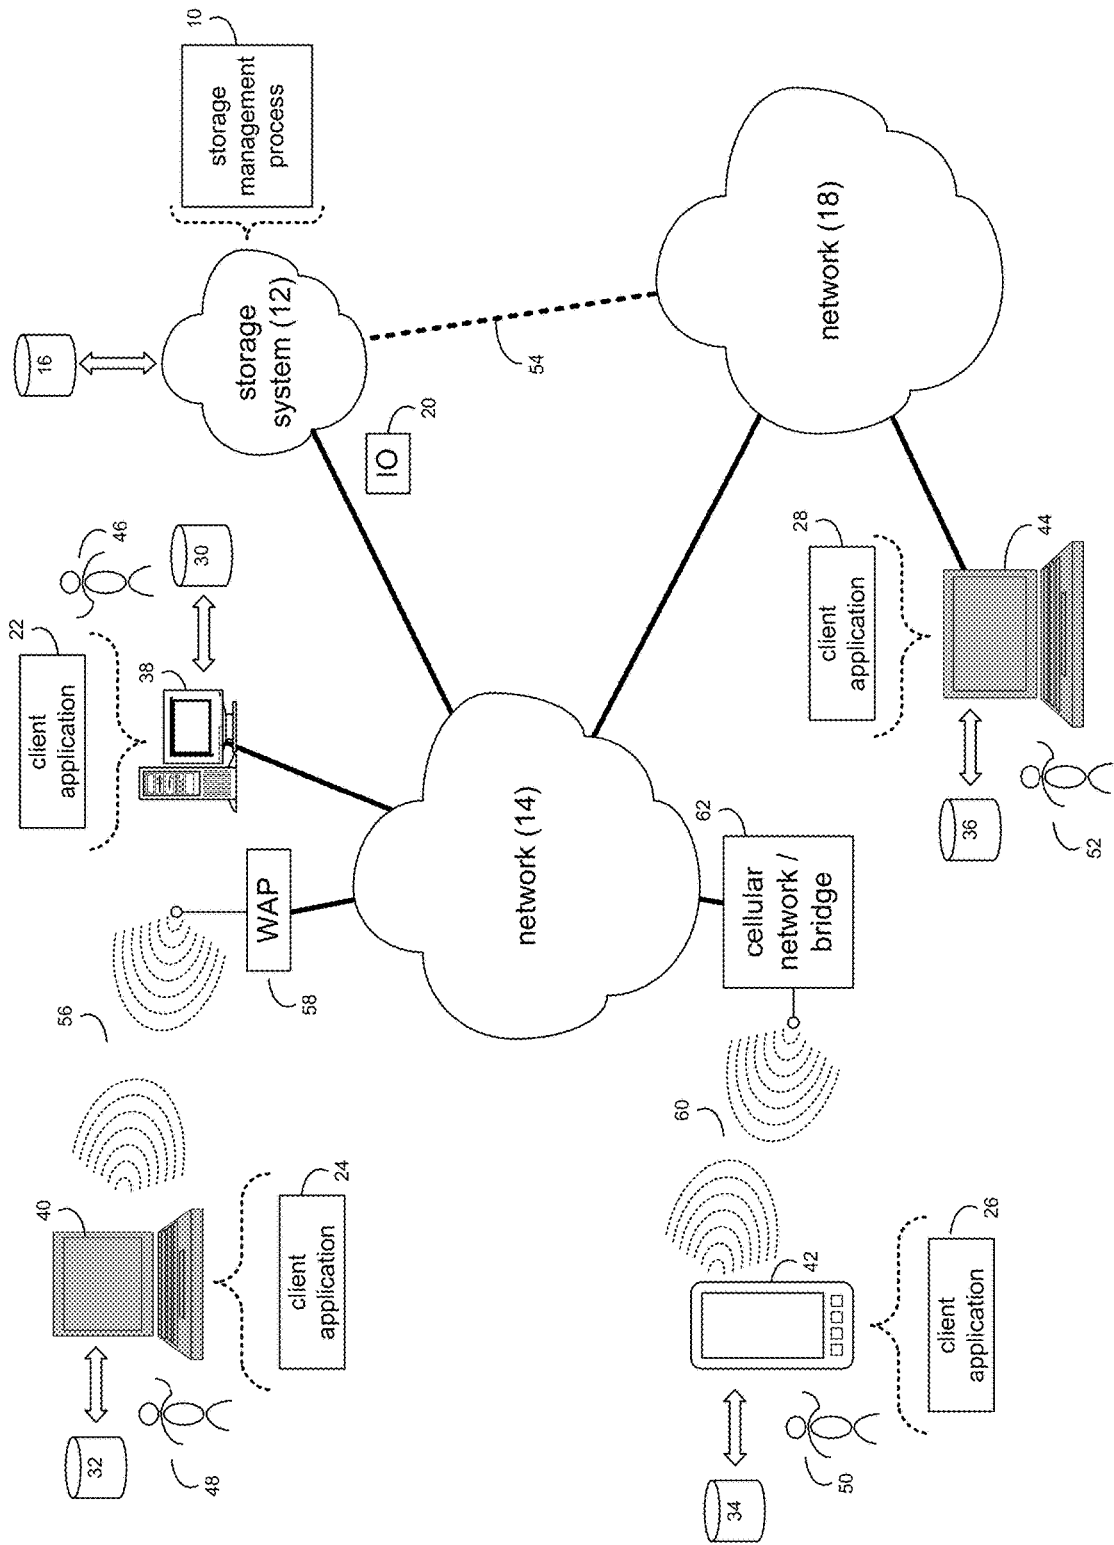 22
client
application
16
40
56
38
46
10
32
30
storage
management
process
48
WAP
storage
system (12)
58
24
client
application
IO
20
network (14)
54
60
62
cellular
network /
bridge
34
42
50
26
client
application
network (18)
28
client
application
36
44
52